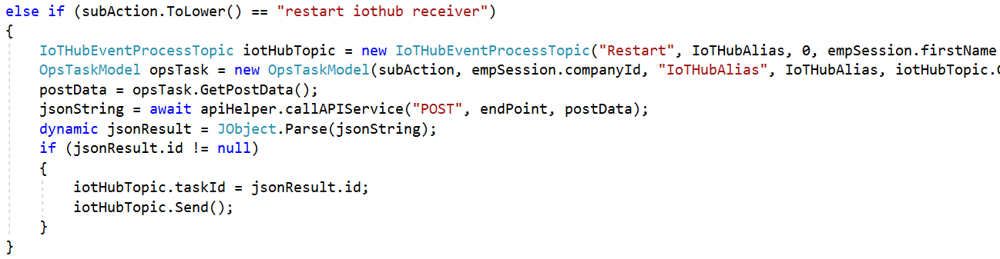 else if (subAction.ToLower() == "restart iothub receiver")
{
IoTHubEventProcessTopic iotHubTopic = new IoTHubEventProcessTopic("Restart", IoTHubAlias, 0, empSession.firstName
OpsTaskModel opsTask = new OpsTaskModel(subAction, empSession.companyId, "IoTHubAlias", IoTHubAlias, iotHubTopic.
postData = opsTask.GetPostData();
jsonString = await apiHelper.callAPIService("POST", endPoint, postData);
dynamic jsonResult = JObject.Parse(jsonString);
if (jsonResult.id != null)
{
iotHubTopic.taskId = jsonResult.id;
iotHubTopic.Send();
}
}